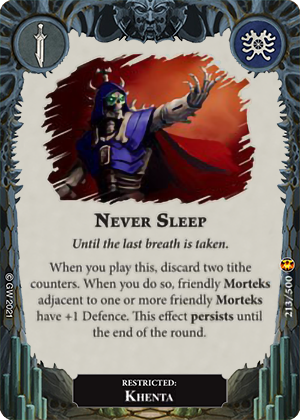 NEVER SLEEP
Until the last breath is taken.
When you play this, discard two tithe
counters. When you do so, friendly Morteks
adjacent to one or more friendly Morteks
have +1 Defence. This effect persists until
the end of the round.
RESTRICTED:
KHENTA
© GW 2021
213/500